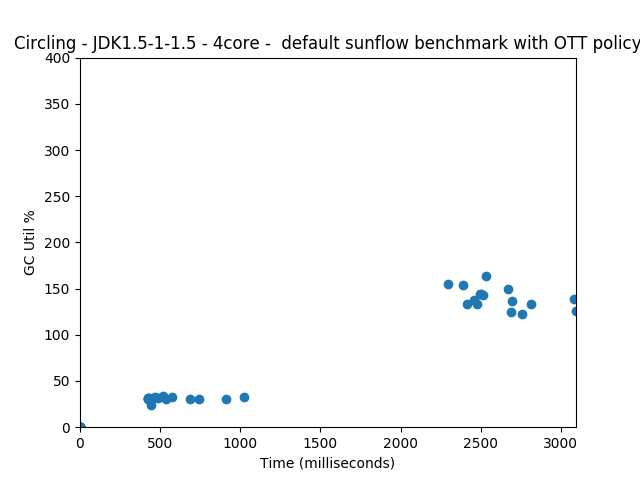 Circling - JDK1.5-1-1.5 - 4core -  default sunflow benchmark with OTT policy
400
350
300
250
200
150
100
50
0
GC Util %
0 500 1000 1500 2000 2500 3000
Time (milliseconds)